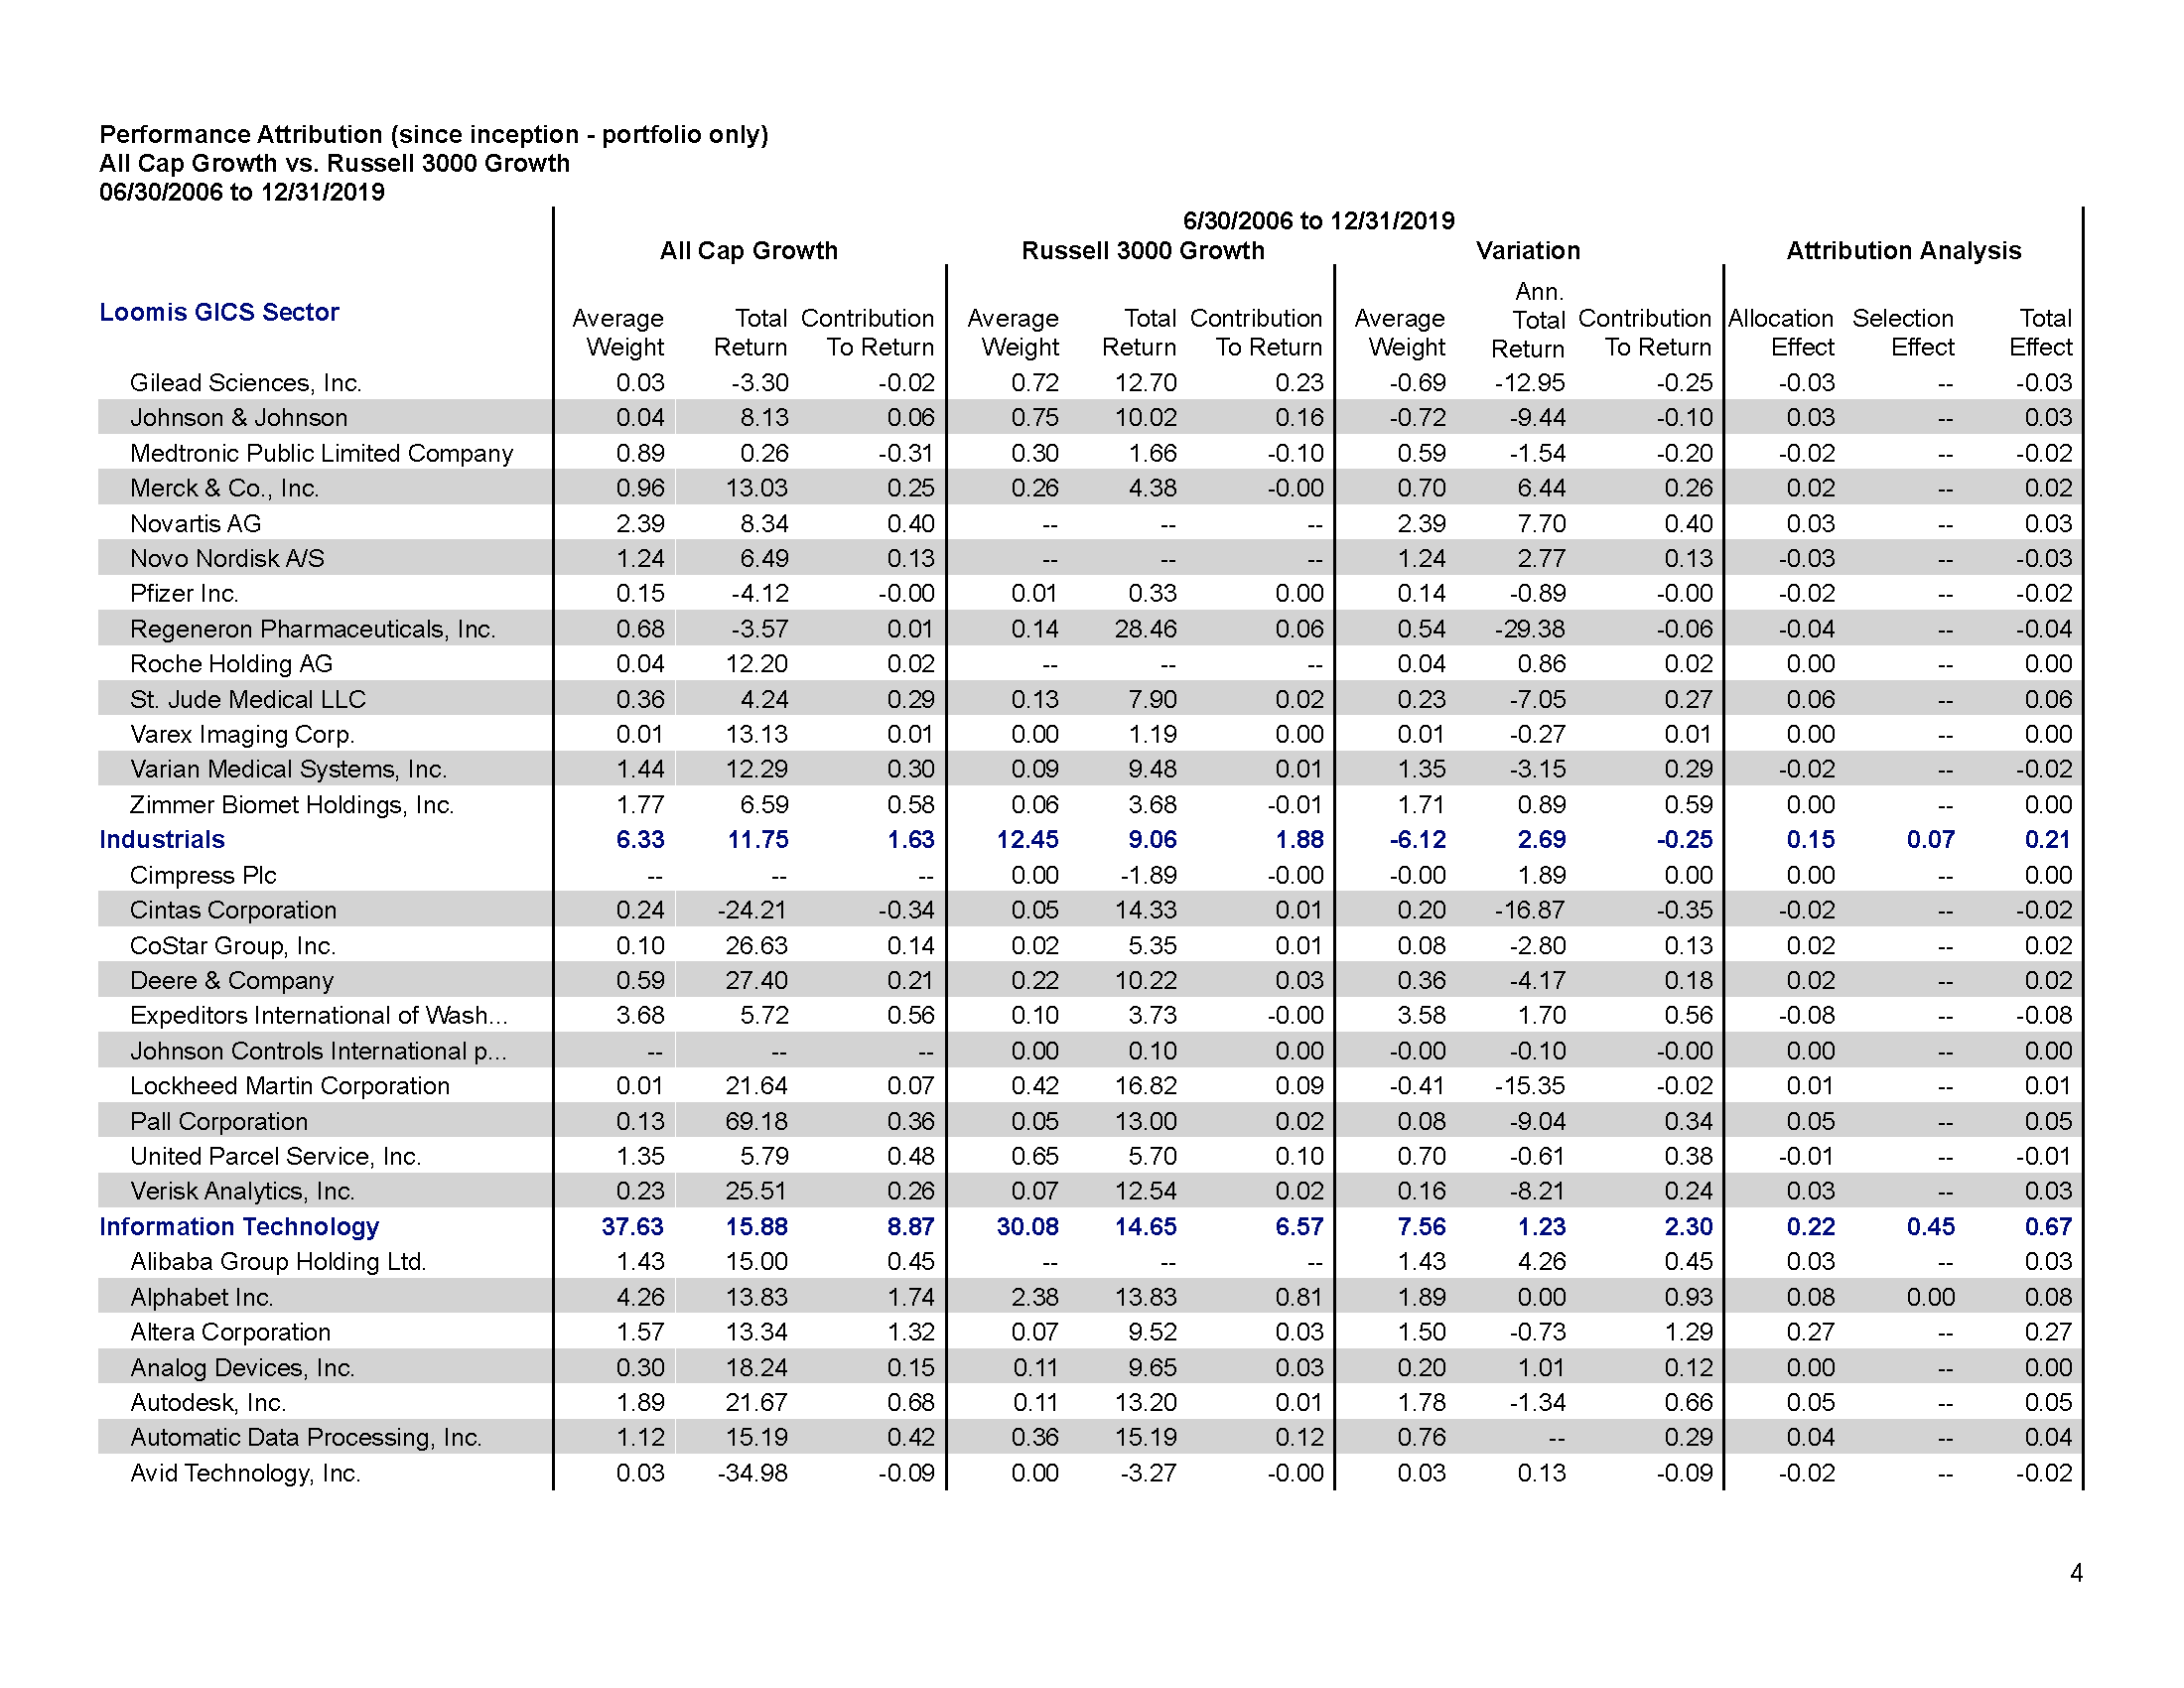 Performance Attribution (since inception - portfolio only)
All Cap Growth vs. Russell 3000 Growth
06/30/2006 to 12/31/2019
6/30/2006 to 12/31/2019
All Cap Growth Russell 3000 Growth Variation Attribution Analysis
Loomis GICS Sector
Average Weight Total Return Contribution To Return Average Weight Total Return Contribution To Return Average Weight Ann. Total Return Contribution To Return Allocation Effect Selection Effect Total Effect
Gilead Sciences, Inc. 0.03 -3.30 -0.02 0.72 12.70 0.23 -0.69 -12.95 -0.25 -0.03 -- -0.03
Johnson & Johnson 0.04 8.13 0.06 0.75 10.02 0.16 -0.72 -9.44 -0.10 0.03 -- 0.03
Medtronic Public Limited Company 0.89 0.26 -0.31 0.30 1.66 -0.10 0.59 -1.54 -0.20 -0.02 -- -0.02
Merck & Co., Inc. 0.96 13.03 0.25 0.26 4.38 -0.00 0.70 6.44 0.26 0.02 -- 0.02
Novartis AG 2.39 8.34 0.40 -- -- -- 2.39 7.70 0.40 0.03 -- 0.03
Novo Nordisk A/S 1.24 6.49 0.13 -- -- -- 1.24 2.77 0.13 -0.03 -- -0.03
Pfizer Inc. 0.15 -4.12 -0.00 0.01 0.33 0.00 0.14 -0.89 -0.00 -0.02 -- -0.02
Regeneron Pharmaceuticals, Inc. 0.68 -3.57 0.01 0.14 28.46 0.06 0.54 -29.38 -0.06 -0.04 -- -0.04
Roche Holding AG 0.04 12.20 0.02 -- -- -- 0.04 0.86 0.02 0.00 -- 0.00
St. Jude Medical LLC 0.36 4.24 0.29 0.13 7.90 0.02 0.23 -7.05 0.27 0.06 -- 0.06
Varex Imaging Corp. 0.01 13.13 0.01 0.00 1.19 0.00 0.01 -0.27 0.01 0.00 -- 0.00
Varian Medical Systems, Inc. 1.44 12.29 0.30 0.09 9.48 0.01 1.35 -3.15 0.29 -0.02 -- -0.02
Zimmer Biomet Holdings, Inc. 1.77 6.59 0.58 0.06 3.68 -0.01 1.71 0.89 0.59 0.00 -- 0.00
Industrials 6.33 11.75 1.63 12.45 9.06 1.88 -6.12 2.69 -0.25 0.15 0.07 0.21
Cimpress Plc -- -- -- 0.00 -1.89 -0.00 -0.00 1.89 0.00 0.00 -- 0.00
Cintas Corporation 0.24 -24.21 -0.34 0.05 14.33 0.01 0.20 -16.87 -0.35 -0.02 -- -0.02
CoStar Group, Inc. 0.10 26.63 0.14 0.02 5.35 0.01 0.08 -2.80 0.13 0.02 -- 0.02
Deere & Company 0.59 27.40 0.21 0.22 10.22 0.03 0.36 -4.17 0.18 0.02 -- 0.02
Expeditors International of Wash... 3.68 5.72 0.56 0.10 3.73 -0.00 3.58 1.70 0.56 -0.08 -- -0.08
Johnson Controls International p... -- -- -- 0.00 0.10 0.00 -0.00 -0.10 -0.00 0.00 -- 0.00
Lockheed Martin Corporation 0.01 21.64 0.07 0.42 16.82 0.09 -0.41 -15.35 -0.02 0.01 -- 0.01
Pall Corporation 0.13 69.18 0.36 0.05 13.00 0.02 0.08 -9.04 0.34 0.05 -- 0.05
United Parcel Service, Inc. 1.35 5.79 0.48 0.65 5.70 0.10 0.70 -0.61 0.38 -0.01 -- -0.01
Verisk Analytics, Inc. 0.23 25.51 0.26 0.07 12.54 0.02 0.16 -8.21 0.24 0.03 -- 0.03
Information Technology 37.63 15.88 8.87 30.08 14.65 6.57 7.56 1.23 2.30 0.22 0.45 0.67
Alibaba Group Holding Ltd. 1.43 15.00 0.45 -- -- -- 1.43 4.26 0.45 0.03 -- 0.03
Alphabet Inc. 4.26 13.83 1.74 2.38 13.83 0.81 1.89 0.00 0.93 0.08 0.00 0.08
Altera Corporation 1.57 13.34 1.32 0.07 9.52 0.03 1.50 -0.73 1.29 0.27 -- 0.27
Analog Devices, Inc. 0.30 18.24 0.15 0.11 9.65 0.03 0.20 1.01 0.12 0.00 -- 0.00
Autodesk, Inc. 1.89 21.67 0.68 0.11 13.20 0.01 1.78 -1.34 0.66 0.05 -- 0.05
Automatic Data Processing, Inc. 1.12 15.19 0.42 0.36 15.19 0.12 0.76 -- 0.29 0.04 -- 0.04
Avid Technology, Inc. 0.03 -34.98 -0.09 0.00 -3.27 -0.00 0.03 0.13 -0.09 -0.02 -- -0.02
4